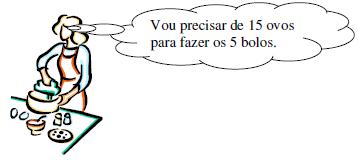 Vou precisar de 15 ovos
para fazer os 5 bolos.